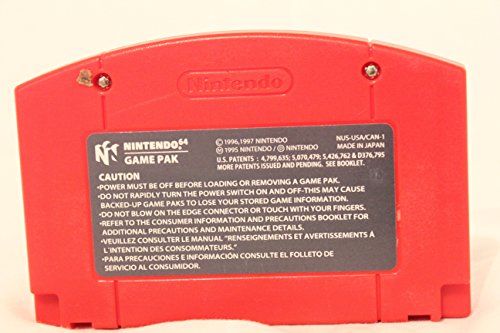 Nintendo
NINTENDO 64
GAME PAK
©1996,1997 NINTENDO
Ⓜ1995 NINTENDO / Ⓟ NINTENDO
NUS-USA/CAN-1
MADE IN JAPAN
U.S. PATENTS : 4,799,635; 5,070,479; 5,426,762 & D376,795
MORE PATENTS ISSUED AND PENDING. SEE BOOKLET.
CAUTION
•POWER MUST BE OFF BEFORE LOADING OR REMOVING A GAME PAK.
•DO NOT RAPIDLY TURN THE POWER SWITCH ON AND OFF-THIS MAY CAUSE
BACKED-UP GAME PAKS TO LOSE YOUR STORED GAME INFORMATION.
•DO NOT BLOW ON THE EDGE CONNECTOR OR TOUCH WITH YOUR FINGERS.
•REFER TO THE CONSUMER INFORMATION AND PRECAUTIONS BOOKLET FOR
ADDITIONAL PRECAUTIONS AND MAINTENANCE DETAILS.
•VEUILLEZ CONSULTER LE MANUEL "RENSEIGNEMENTS ET AVERTISSEMENTS À
L'INTENTION DES CONSOMMATEURS."
•PARA PRECAUCIONES E INFORMACIÓN CONSULTE EL FOLLETO DE
SERVICIO AL CONSUMIDOR.